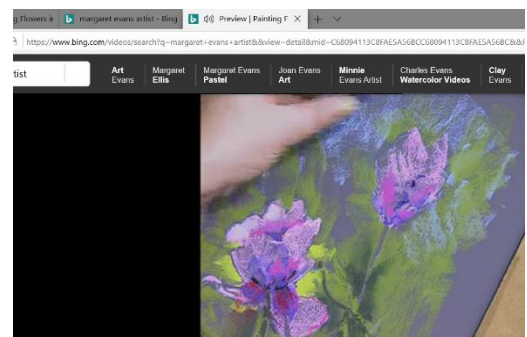 g Flowers i
margaret evans artist - Bing
Preview | Painting F
https://www.bing.com/videos/search?q=margaret+evans+artist&&view=detail&mid=C68094113C8FAE5A56BCC68094113C8FAE5A56BC&&F
tist
Art Evans
Margaret Ellis
Margaret Evans Pastel
Joan Evans Art
Minnie Evans Artist
Charles Evans Watercolor Videos
Clay Evans